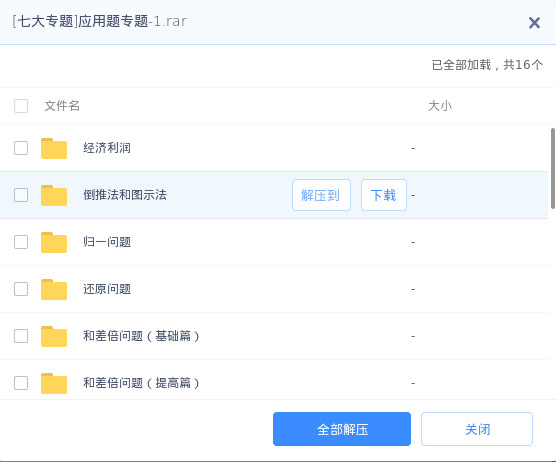 [七大专题]应用题专题-1.rar
已全部加载，共16个
文件名 大小
经济利润 -
倒推法和图示法 解压到 下载 -
归一问题 -
还原问题 -
和差倍问题（基础篇） -
和差倍问题（提高篇） -
全部解压 关闭